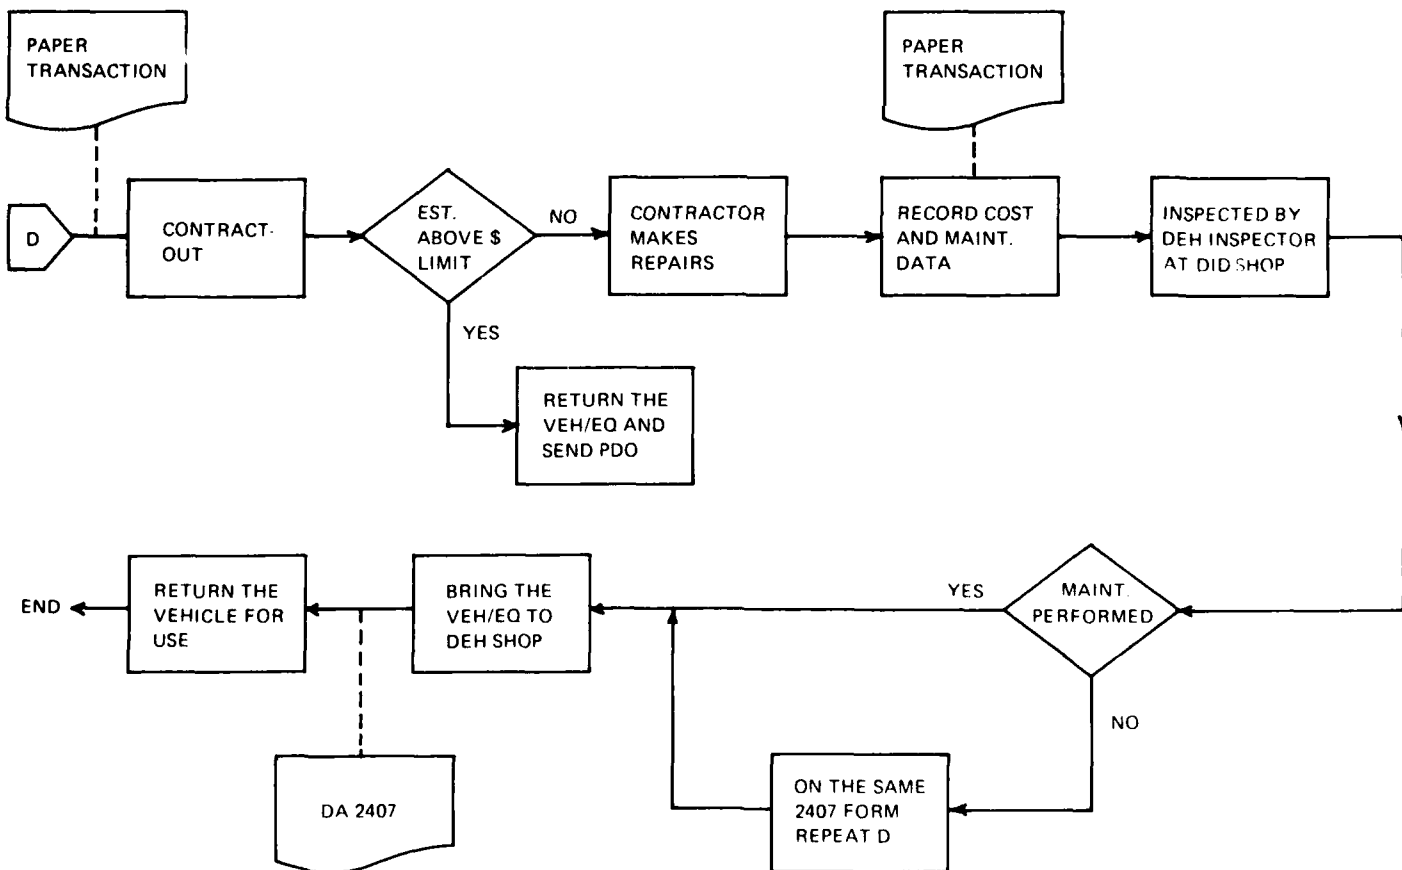 PAPER
TRANSACTION
PAPER
TRANSACTION
D
CONTRACT-
OUT
EST.
ABOVE $
LIMIT
NO
CONTRACTOR
MAKES
REPAIRS
RECORD COST
AND MAINT.
DATA
INSPECTED BY
DEH INSPECTOR
AT DID SHOP
YES
RETURN THE
VEH/EQ AND
SEND PDO
END
RETURN THE
VEHICLE FOR
USE
BRING THE
VEH/EQ TO
DEH SHOP
YES
MAINT.
PERFORMED
NO
DA 2407
ON THE SAME
2407 FORM
REPEAT D